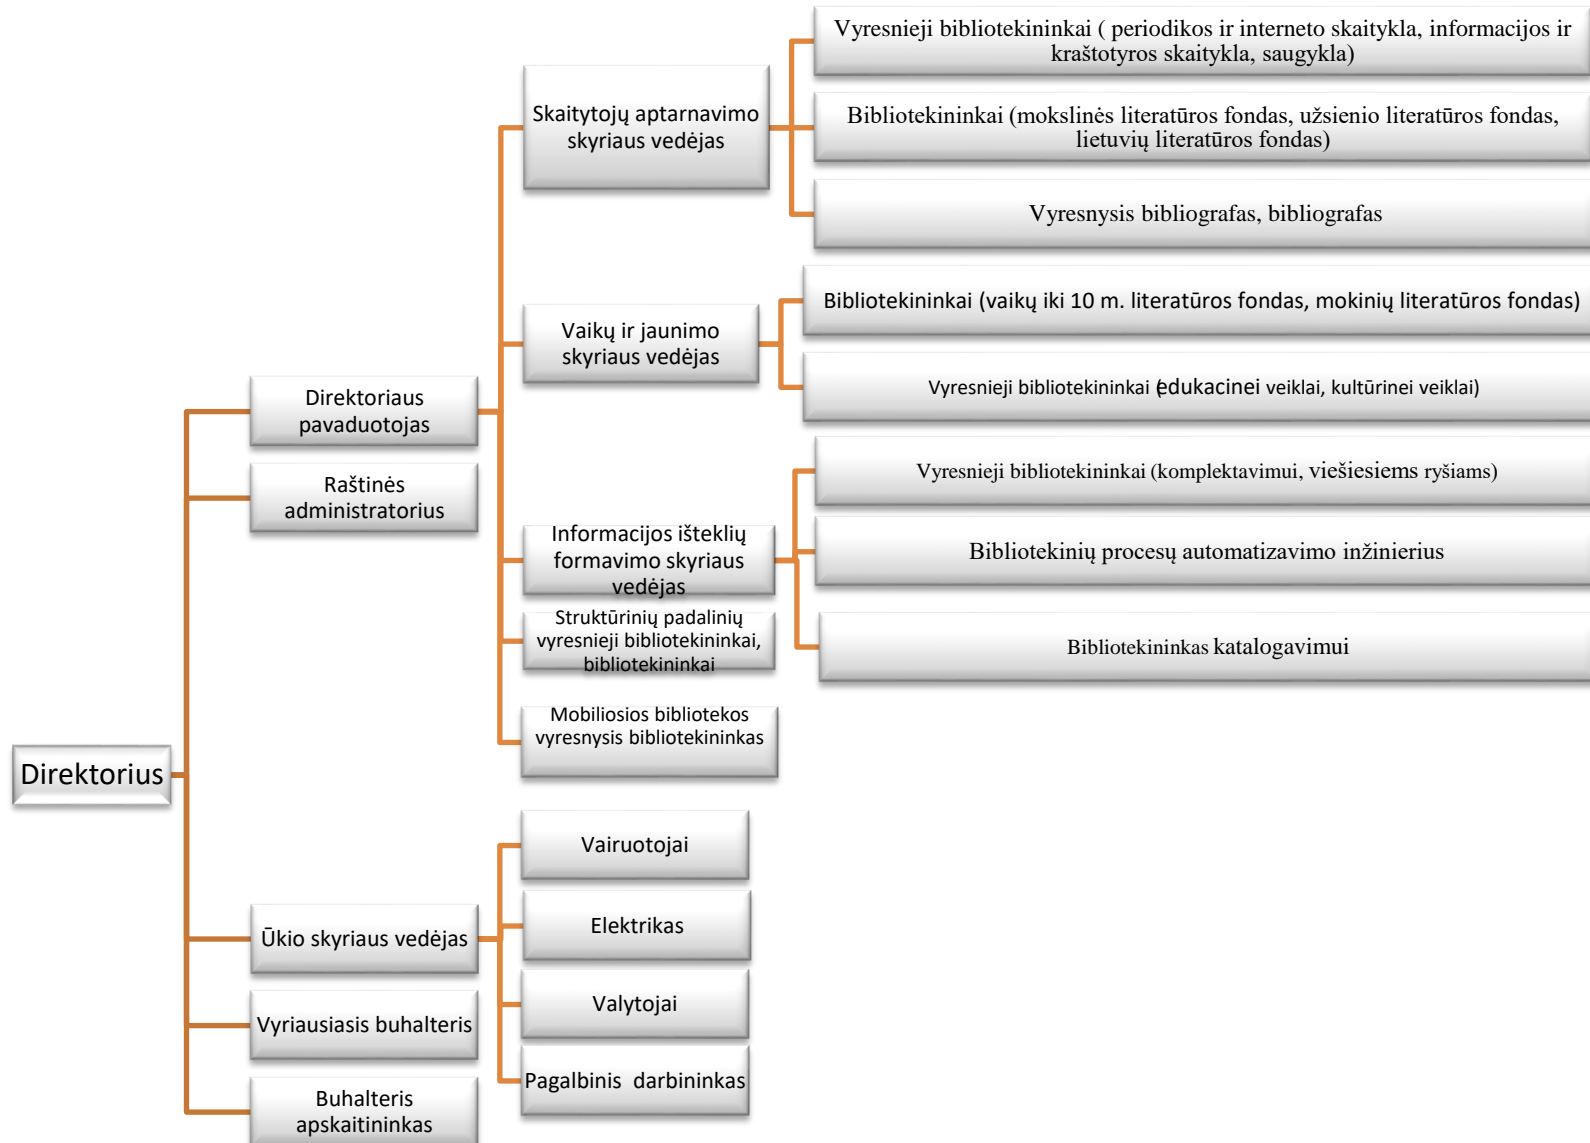 Vyresnieji bibliotekininkai ( periodikos ir interneto skaitykla, informacijos ir
kraštotyros skaitykla, saugykla)
Skaitytojų aptarnavimo
skyriaus vedėjas
Bibliotekininkai (mokslinės literatūros fondas, užsienio literatūros fondas,
lietuvių literatūros fondas)
Vyresnysis bibliografas, bibliografas
Bibliotekininkai (vaikų iki 10 m. literatūros fondas, mokinių literatūros fondas)
Vaikų ir jaunimo
skyriaus vedėjas
Vyresnieji bibliotekininkai (edukacinei veiklai, kultūrinei veiklai)
Direktoriaus
pavaduotojas
Raštinės
administratorius
Vyresnieji bibliotekininkai (komplektavimui, viešiesiems ryšiams)
Informacijos išteklių
formavimo skyriaus
vedėjas
Bibliotekinių procesų automatizavimo inžinierius
Struktūrinių padalinių
vyresnieji bibliotekininkai,
bibliotekininkai
Bibliotekininkas katalogavimui
Mobiliosios bibliotekos
vyresnysis bibliotekininkas
Direktorius
Vairuotojai
Ūkio skyriaus vedėjas
Elektrikas
Valytojai
Vyriausiasis buhalteris
Pagalbinis darbininkas
Buhalteris
apskaitininkas